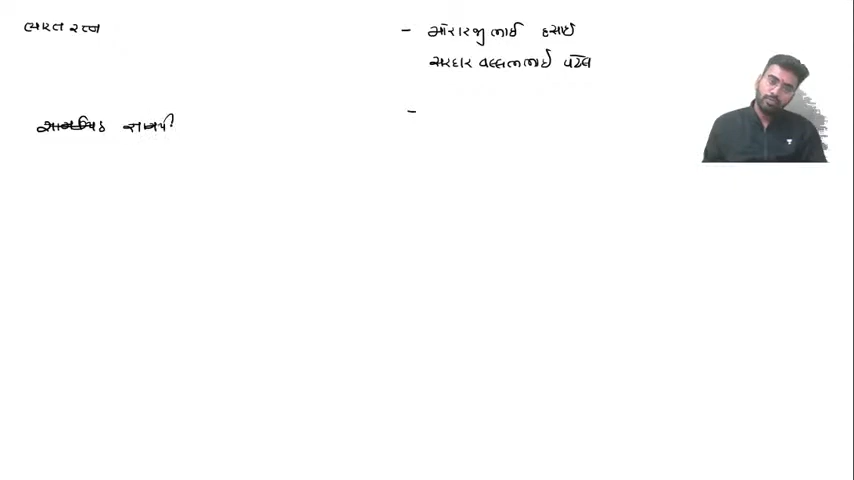 ભારત રત્ન
- મોરારજી ભાઈ દેસાઈ
સરદાર વલ્લભભાઈ પટેલ
-